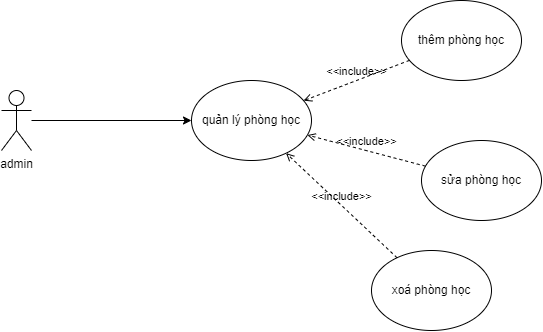 thêm phòng học
<<include>>
quản lý phòng học
<<include>>
admin
sửa phòng học
<<include>>
xoá phòng học